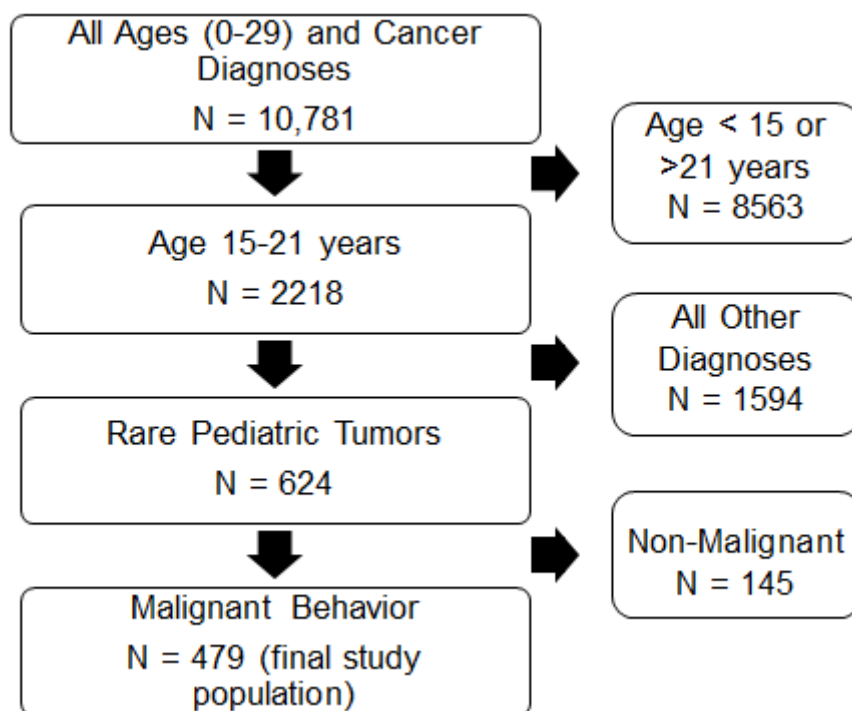 All Ages (0-29) and Cancer
Diagnoses
N = 10,781
Age < 15 or
>21 years
N = 8563
Age 15-21 years
N = 2218
All Other
Diagnoses
N = 1594
Rare Pediatric Tumors
N = 624
Non-Malignant
N = 145
Malignant Behavior
N = 479 (final study
population)